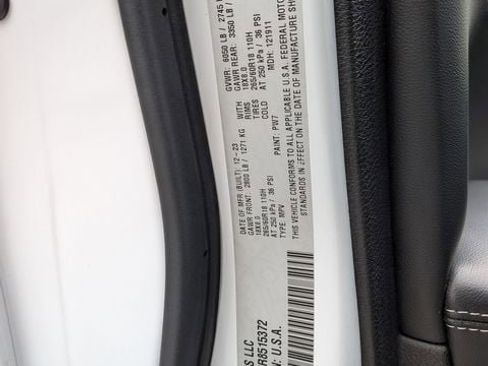 S LLC
R8515372
N: U.S.A.
DATE OF MFR (BUILT) 12-23
GVWR: 6050 LB / 2745
GAWR FRONT: 2800 LB / 1271 KG
GAWR REAR: 3350 LB /
18X8.0
WITH
18X8.0
265/60R18 110H
RIMS
265/60R18 110H
AT 250 kPa / 36 PSI
TIRES
AT 250 kPa / 36 PSI
TYPE: MPV
COLD
MDH: 121911
PAINT: PW7
THIS VEHICLE CONFORMS TO ALL APPLICABLE U.S.A. FEDERAL MOTOR
STANDARDS IN EFFECT ON THE DATE OF MANUFACTURE SHO